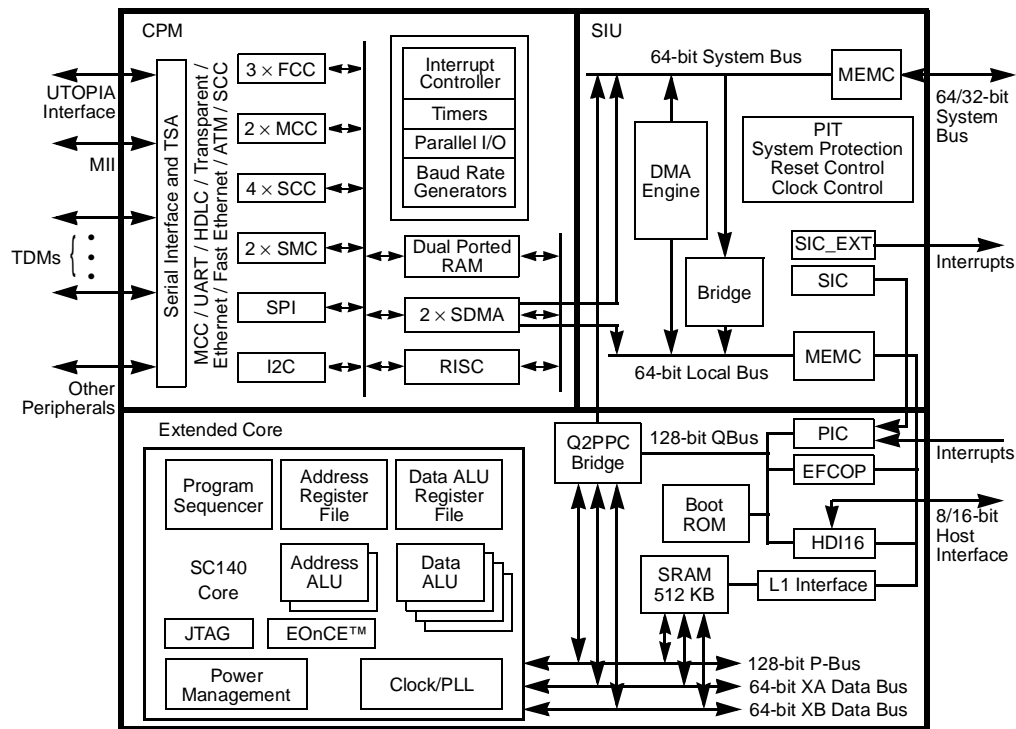 CPM
SIU
UTOPIA
Interface
MII
TDMs
Other
Peripherals
Serial Interface and TSA
MCC / UART / HDLC / Transparent /
Ethernet / Fast Ethernet / ATM / SCC
3 × FCC
2 × MCC
4 × SCC
2 × SMC
SPI
I2C
Interrupt
Controller
Timers
Parallel I/O
Baud Rate
Generators
Dual Ported
RAM
2 × SDMA
RISC
64-bit System Bus
MEMC
64/32-bit
System
Bus
DMA
Engine
PIT
System Protection
Reset Control
Clock Control
SIC_EXT
Interrupts
SIC
Bridge
MEMC
64-bit Local Bus
Extended Core
Program
Sequencer
Address
Register
File
Data ALU
Register
File
SC140
Core
Address
ALU
Data
ALU
JTAG
EOnCE™
Power
Management
Clock/PLL
Q2PPC
Bridge
128-bit QBus
PIC
Interrupts
EFCOP
Boot
ROM
HDI16
8/16-bit
Host
Interface
SRAM
512 KB
L1 Interface
128-bit P-Bus
64-bit XA Data Bus
64-bit XB Data Bus